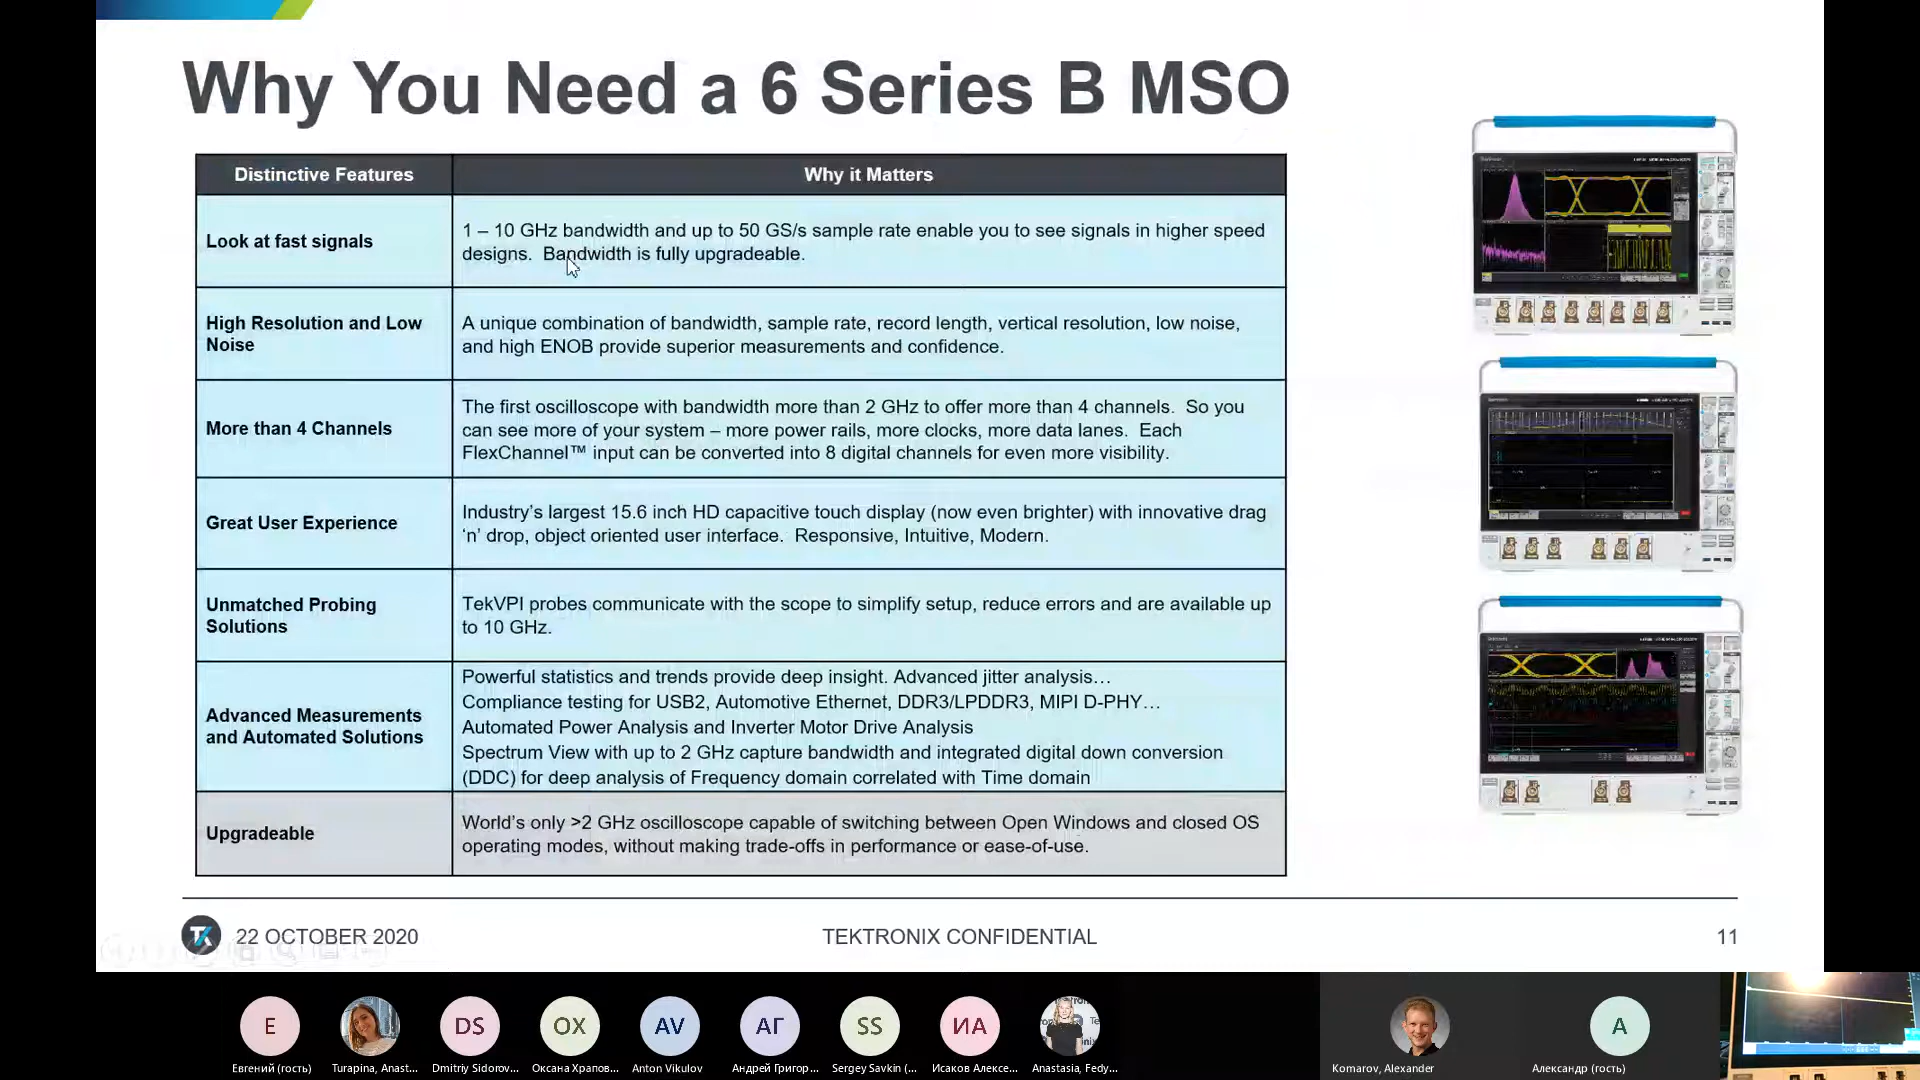 Why You Need a 6 Series B MSO
Distinctive Features
Why it Matters
Look at fast signals
1 – 10 GHz bandwidth and up to 50 GS/s sample rate enable you to see signals in higher speed
designs.  Bandwidth is fully upgradeable.
High Resolution and Low
Noise
A unique combination of bandwidth, sample rate, record length, vertical resolution, low noise,
and high ENOB provide superior measurements and confidence.
More than 4 Channels
The first oscilloscope with bandwidth more than 2 GHz to offer more than 4 channels.  So you
can see more of your system – more power rails, more clocks, more data lanes.  Each
FlexChannel™ input can be converted into 8 digital channels for even more visibility.
Great User Experience
Industry's largest 15.6 inch HD capacitive touch display (now even brighter) with innovative drag
'n' drop, object oriented user interface.  Responsive, Intuitive, Modern.
Unmatched Probing
Solutions
TekVPI probes communicate with the scope to simplify setup, reduce errors and are available up
to 10 GHz.
Advanced Measurements
and Automated Solutions
Powerful statistics and trends provide deep insight. Advanced jitter analysis…
Compliance testing for USB2, Automotive Ethernet, DDR3/LPDDR3, MIPI D-PHY…
Automated Power Analysis and Inverter Motor Drive Analysis
Spectrum View with up to 2 GHz capture bandwidth and integrated digital down conversion
(DDC) for deep analysis of Frequency domain correlated with Time domain
Upgradeable
World's only >2 GHz oscilloscope capable of switching between Open Windows and closed OS
operating modes, without making trade-offs in performance or ease-of-use.
22 OCTOBER 2020
TEKTRONIX CONFIDENTIAL
11
E
DS
OX
AV
АГ
SS
ИА
A
Евгений (гость)
Turapina, Anast...
Dmitriy Sidorov...
Оксана Храпов...
Anton Vikulov
Андрей Григор...
Sergey Savkin (...
Исаков Алексе...
Anastasia, Fedy...
Komarov, Alexander
Александр (гость)